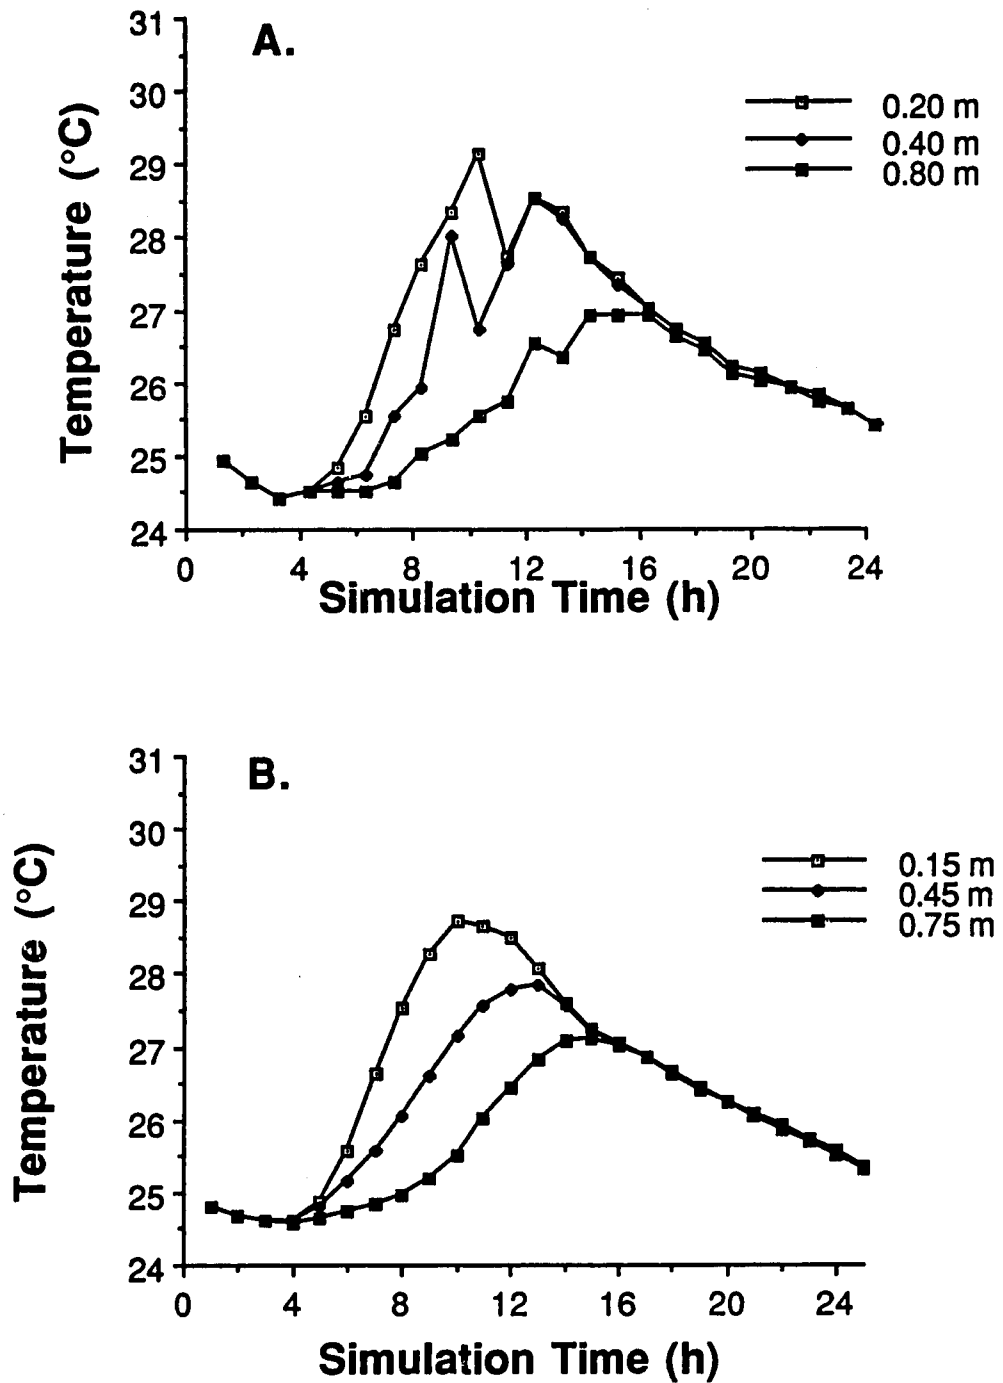 A.
31
30
29
28
27
26
25
24
0.20 m
0.40 m
0.80 m
Temperature (°C)
0 4 8 12 16 20 24
Simulation Time (h)
B.
31
30
29
28
27
26
25
24
0.15 m
0.45 m
0.75 m
Temperature (°C)
0 4 8 12 16 20 24
Simulation Time (h)